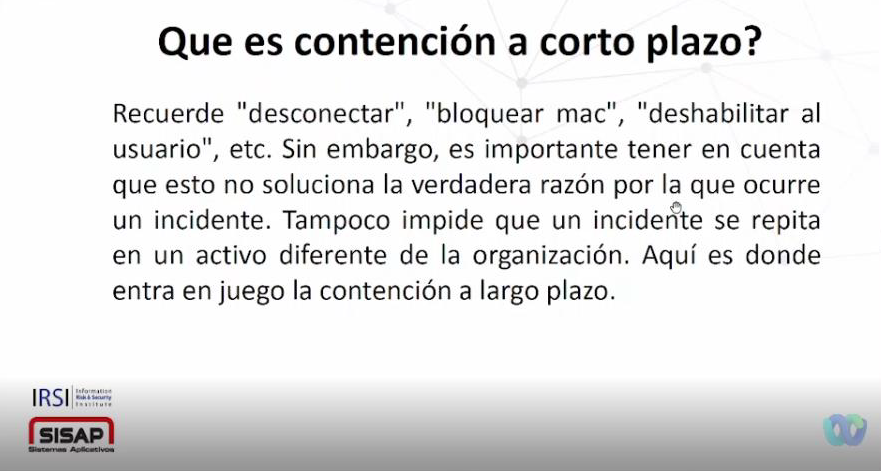 Que es contención a corto plazo?
Recuerde "desconectar", "bloquear mac", "deshabilitar al
usuario", etc. Sin embargo, es importante tener en cuenta
que esto no soluciona la verdadera razón por la que ocurre
un incidente. Tampoco impide que un incidente se repita
en un activo diferente de la organización. Aquí es donde
entra en juego la contención a largo plazo.
IRSI
Information
Risk & Security
Institute
SISAP
Sistemas Aplicativos